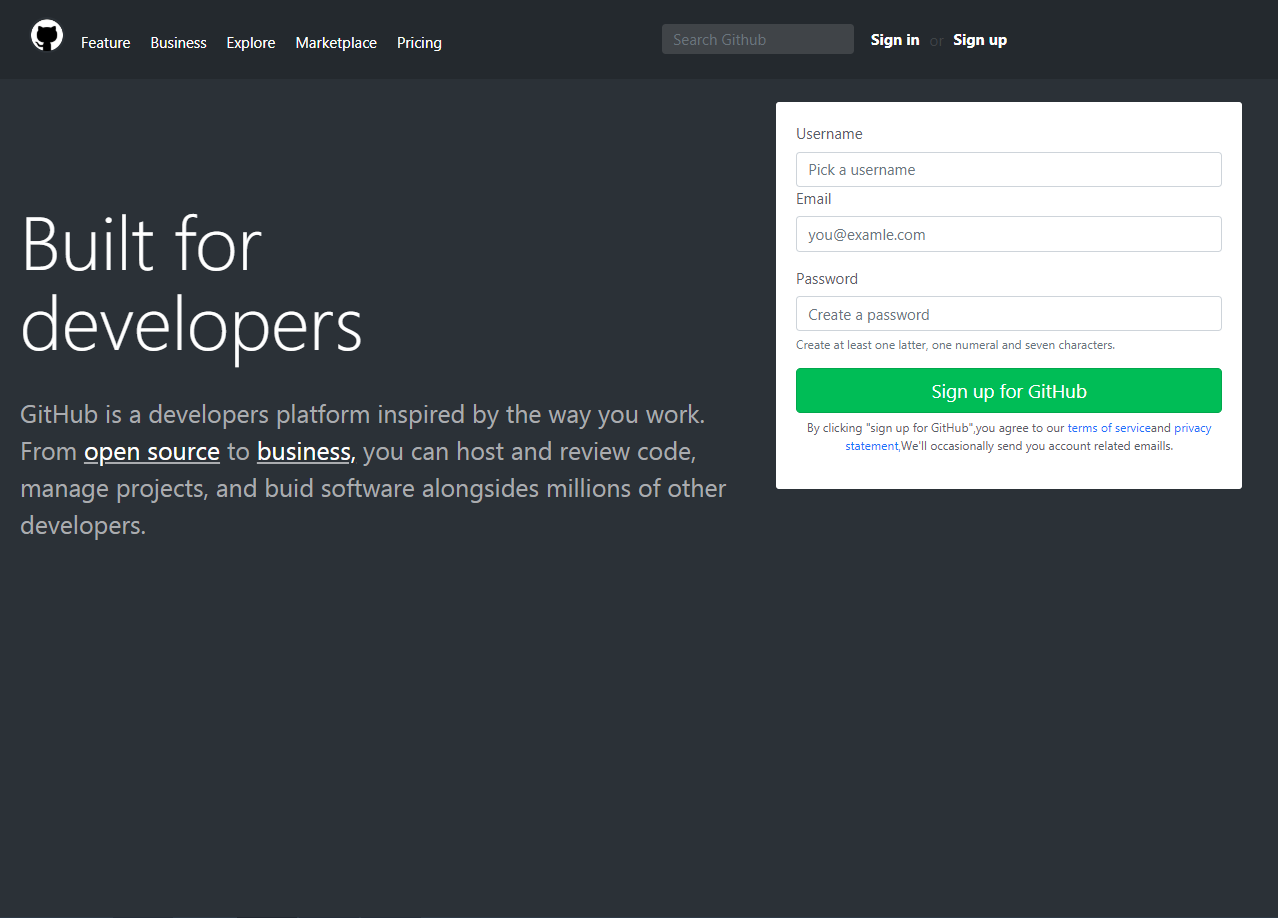 Feature Business Explore Marketplace Pricing Search Github Sign in or Sign up
Built for
developers
GitHub is a developers platform inspired by the way you work.
From open source to business, you can host and review code,
manage projects, and buid software alongsides millions of other
developers.
Username
Pick a username
Email
you@examle.com
Password
Create a password
Create at least one latter, one numeral and seven characters.
Sign up for GitHub
By clicking "sign up for GitHub",you agree to our terms of serviceand privacy
statement,We'll occasionally send you account related emaills.